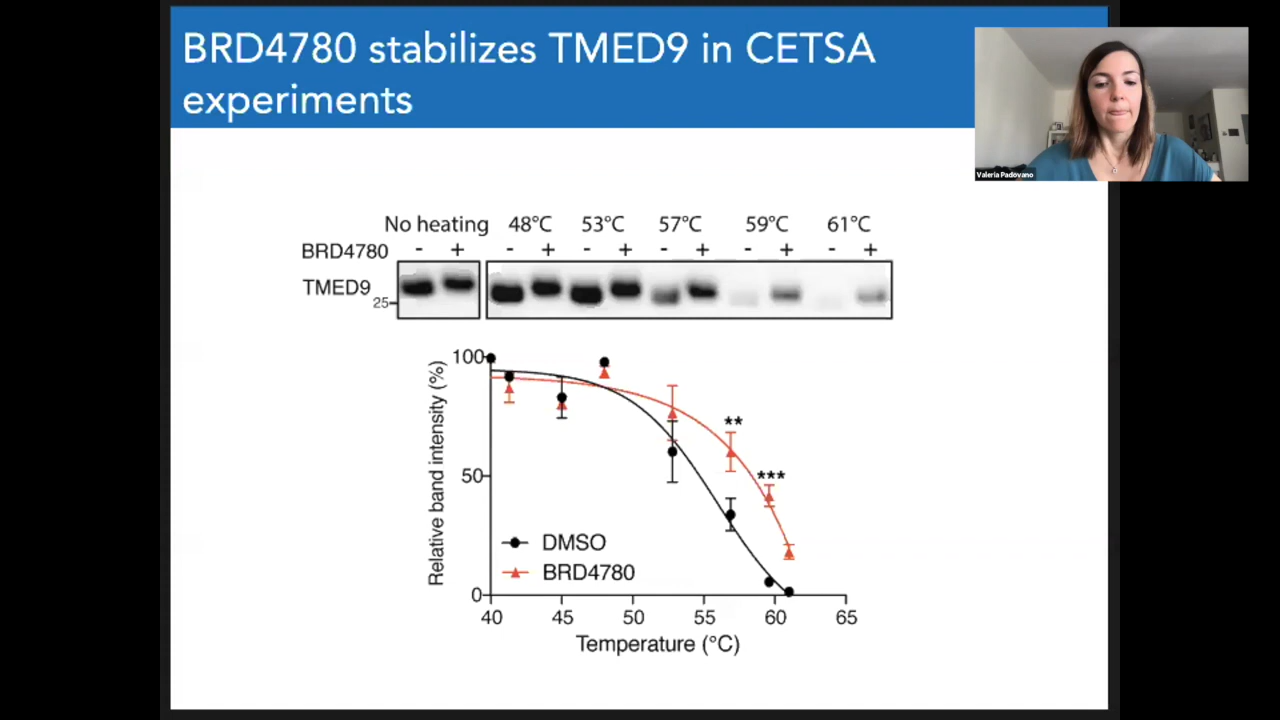 BRD4780 stabilizes TMED9 in CETSA
experiments
Valeria Padovano
No heating 48°C 53°C 57°C 59°C 61°C
BRD4780 - + - + - + - + - + - +
TMED9
25
Relative band intensity (%)
100
50
0
** 
***
DMSO
BRD4780
40 45 50 55 60 65
Temperature (°C)